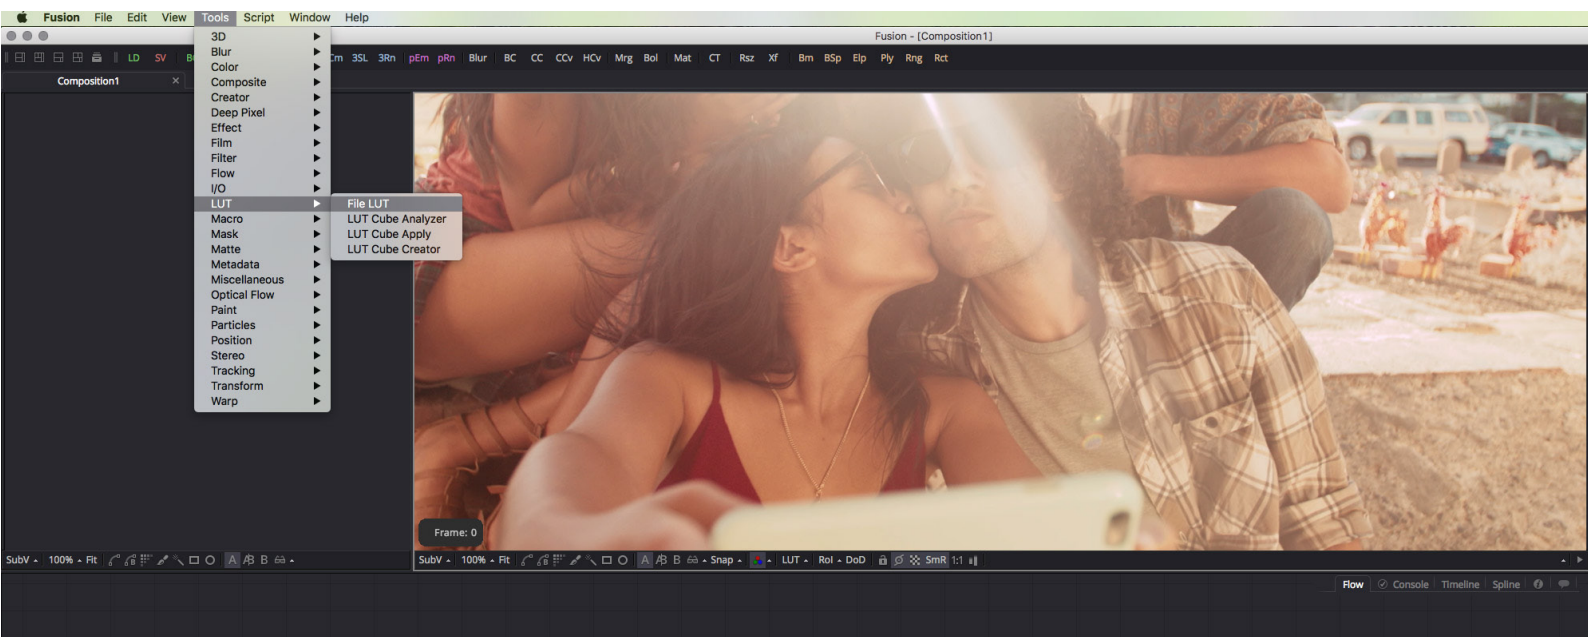 Fusion File Edit View Tools Script Window Help
Fusion - [Composition1]
LD SV
3SL 3Rn pEm pRn Blur BC CC CCv HCv Mrg Bol Mat CT Rsz Xf Bm BSp Elp Ply Rng Rct
Composition1
3D
Blur
Color
Composite
Creator
Deep Pixel
Effect
Film
Filter
Flow
I/O
LUT
Macro
Mask
Matte
Metadata
Miscellaneous
Optical Flow
Paint
Particles
Position
Stereo
Tracking
Transform
Warp
File LUT
LUT Cube Analyzer
LUT Cube Apply
LUT Cube Creator
Frame: 0
SubV 100% Fit A A/B B
SubV 100% Fit A A/B B Snap LUT RoI DoD SmR 1:1
Flow Console Timeline Spline